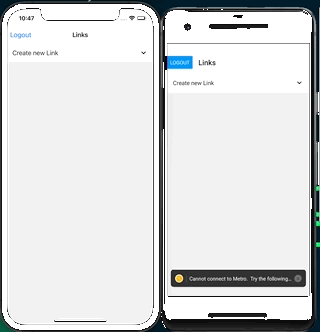 10:47
Logout
Links
Create new Link
LOGOUT
Links
Create new Link
Cannot connect to Metro. Try the following...